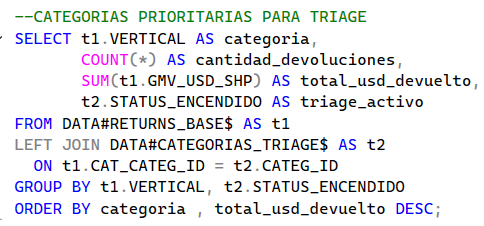 --CATEGORIAS PRIORITARIAS PARA TRIAGE
SELECT t1.VERTICAL AS categoria,
COUNT(*) AS cantidad_devoluciones,
SUM(t1.GMV_USD_SHP) AS total_usd_devuelto,
t2.STATUS_ENCENDIDO AS triage_activo
FROM DATA#RETURNS_BASE$ AS t1
LEFT JOIN DATA#CATEGORIAS_TRIAGE$ AS t2
ON t1.CAT_CATEG_ID = t2.CATEG_ID
GROUP BY t1.VERTICAL, t2.STATUS_ENCENDIDO
ORDER BY categoria , total_usd_devuelto DESC;